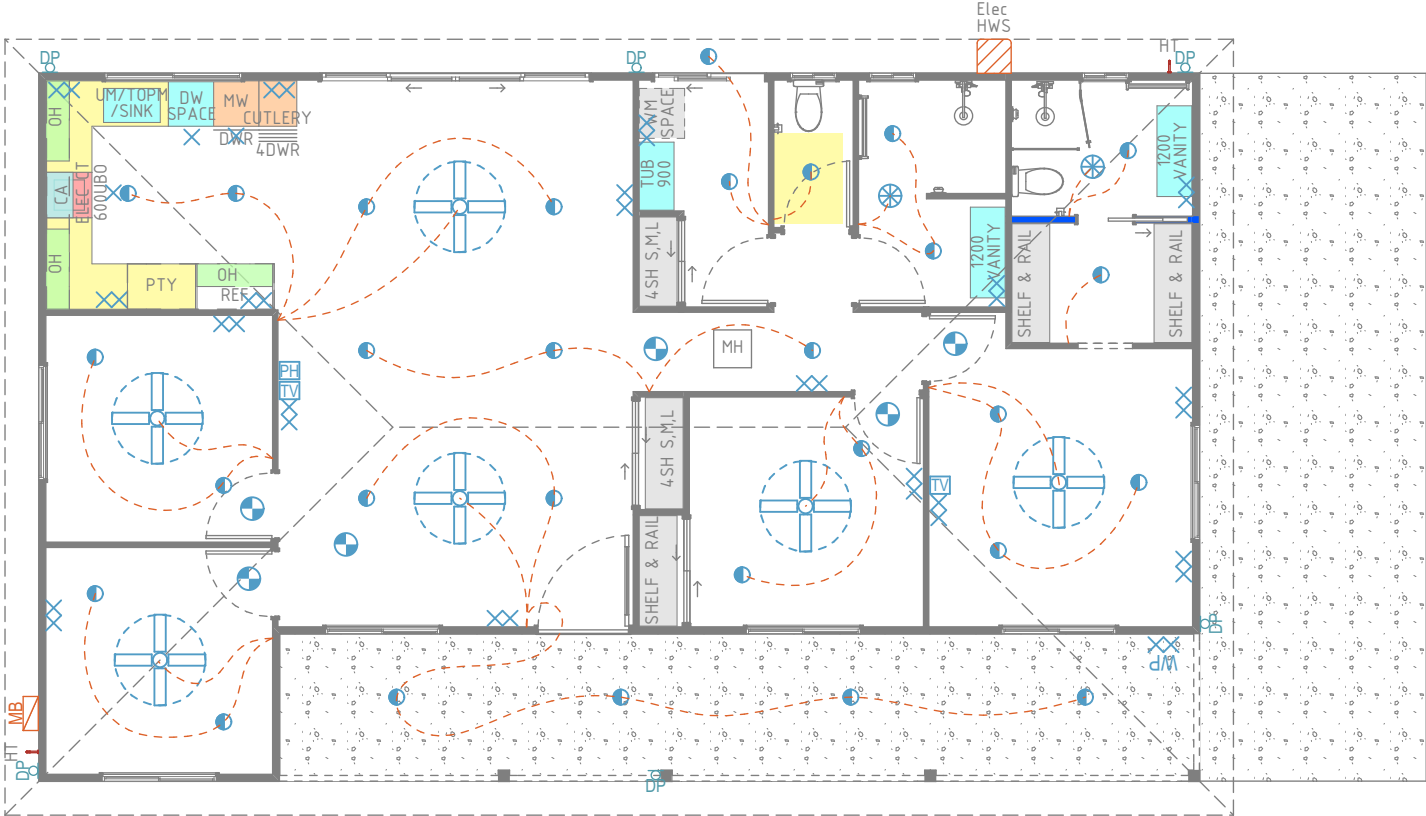 Elec
HWS
DP
DP
HT
DP
OH
UM/TOPM
/SINK
DW
SPACE
MW
CUTLERY
DWR
4DWR
CA
ELEC CT
600UBO
OH
PTY
OH
REF
WM
SPACE
TUB
900
4SH S,M,L
1200
VANITY
1200
VANITY
SHELF & RAIL
SHELF & RAIL
MH
PH
TV
4SH S,M,L
SHELF & RAIL
TV
DP
WP
MB
HT
DP
DP